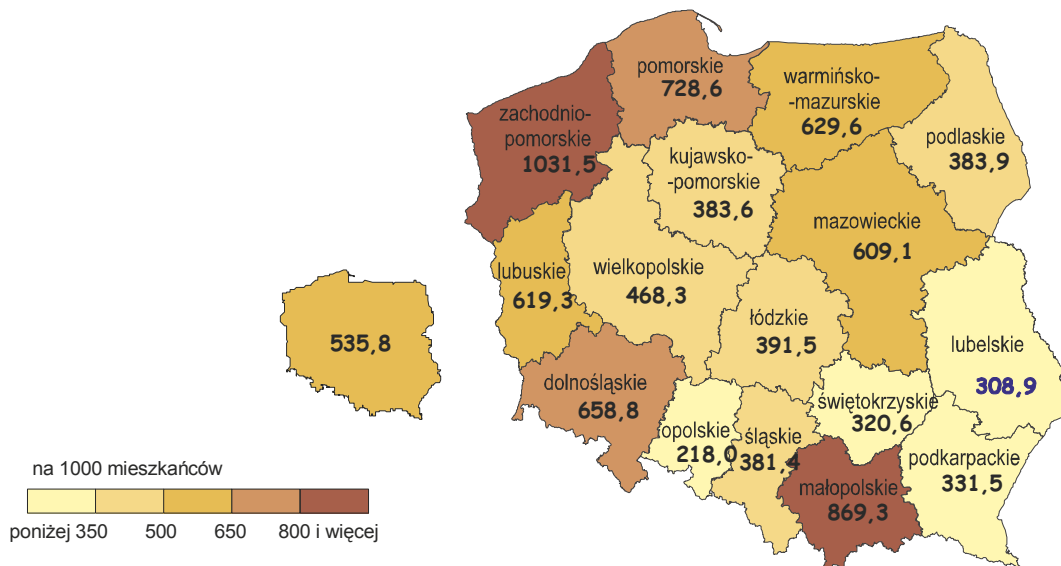 pomorskie
728,6
warmińsko-
-mazurskie
629,6
zachodnio-
pomorskie
1031,5
podlaskie
383,9
kujawsko-
-pomorskie
383,6
mazowieckie
609,1
lubuskie
619,3
wielkopolskie
468,3
535,8
łódzkie
391,5
lubelskie
308,9
dolnośląskie
658,8
świętokrzyskie
320,6
opolskie
218,0
śląskie
381,4
podkarpackie
331,5
małopolskie
869,3
na 1000 mieszkańców
poniżej 350 500 650 800 i więcej